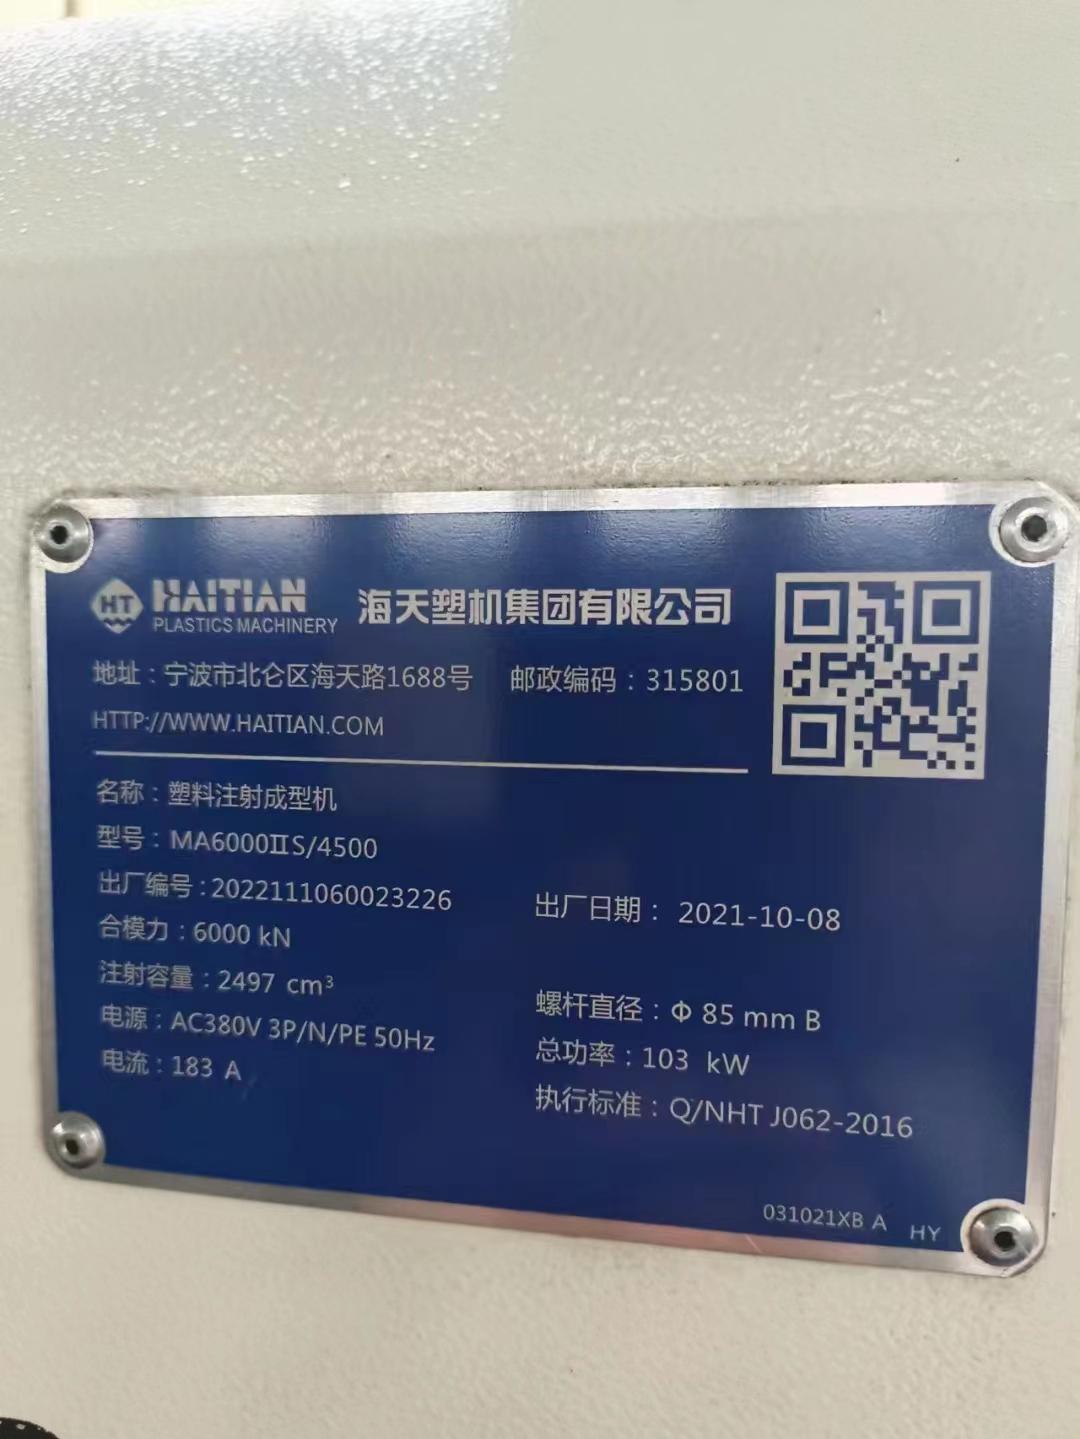 HT HAITIAN PLASTICS MACHINERY 海天塑机集团有限公司
地址：宁波市北仑区海天路1688号 邮政编码：315801
HTTP://WWW.HAITIAN.COM
名称：塑料注射成型机
型号：MA6000ⅡS/4500
出厂编号：2022111060023226 出厂日期： 2021-10-08
合模力：6000 kN
注射容量：2497 cm³ 螺杆直径：Φ 85 mm B
电源：AC380V 3P/N/PE 50Hz 总功率：103 kW
电流：183 A 执行标准：Q/NHT J062-2016
031021XB A HY